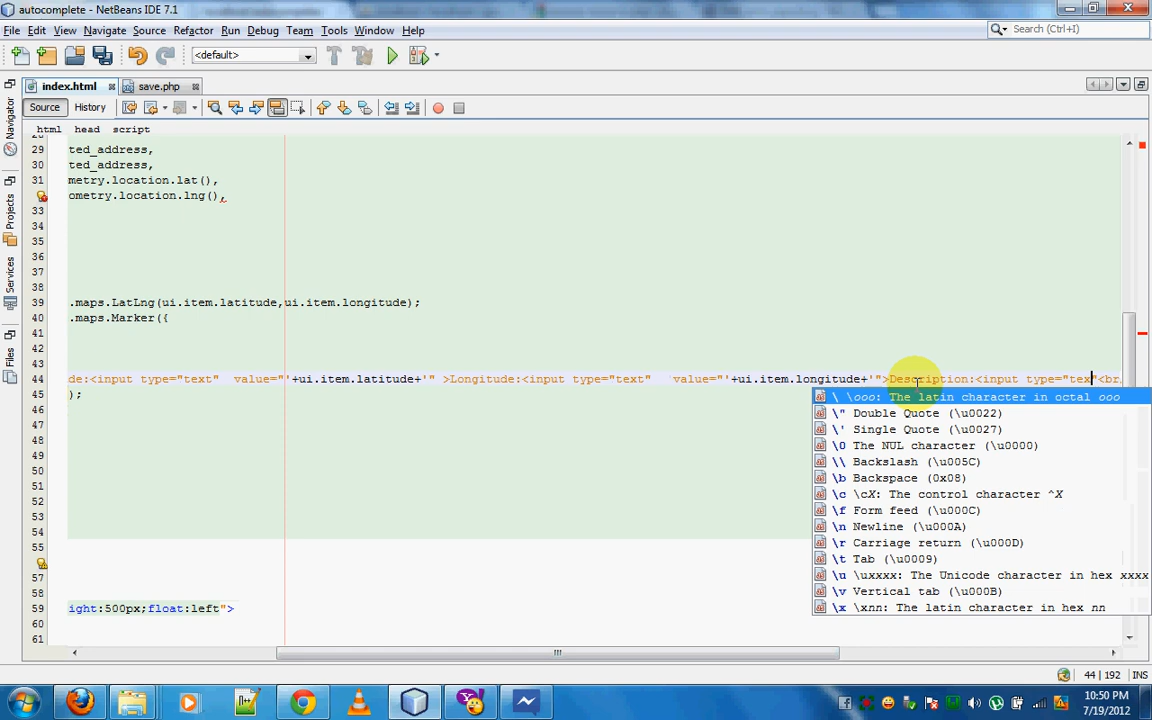 autocomplete - NetBeans IDE 7.1
File Edit View Navigate Source Refactor Run Debug Team Tools Window Help
Search (Ctrl+I)
<default>
index.html save.php
Source History
html head script
Navigator
Projects
Services
Files
29 ted_address,
30 ted_address,
31 metry.location.lat(),
ometry.location.lng(),
33
34
35
36
37
38
39 .maps.LatLng(ui.item.latitude,ui.item.longitude);
40 .maps.Marker({
41
42
43
44 de:<input type="text" value="'+ui.item.latitude+'" >Longitude:<input type="text" value="'+ui.item.longitude+'">Description:<input type="tex"<br
45 );
46
47
48
49
50
51
52
53
54
55
57
58
59 ight:500px;float:left">
60
61
\ \ooo: The latin character in octal ooo
\" Double Quote (\u0022)
\' Single Quote (\u0027)
\0 The NUL character (\u0000)
\\ Backslash (\u005C)
\b Backspace (0x08)
\c \cX: The control character ^X
\f Form feed (\u000C)
\n Newline (\u000A)
\r Carriage return (\u000D)
\t Tab (\u0009)
\u \uxxxx: The Unicode character in hex xxxx
\v Vertical tab (\u000B)
\x \xnn: The latin character in hex nn
44 | 192 INS
10:50 PM
7/19/2012